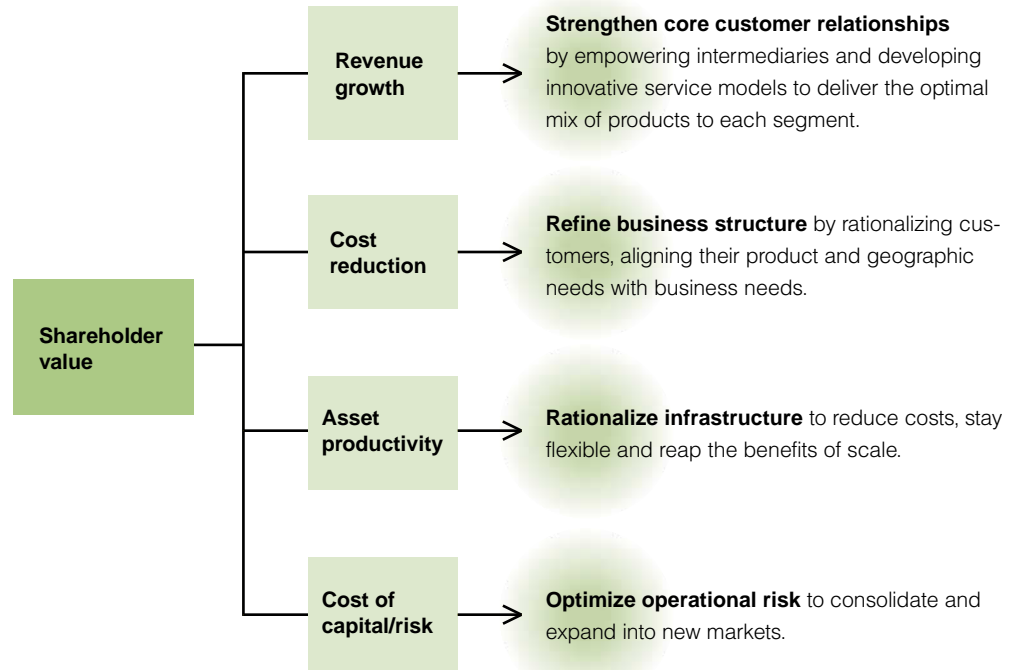 Shareholder
value
Revenue
growth
Strengthen core customer relationships
by empowering intermediaries and developing
innovative service models to deliver the optimal
mix of products to each segment.
Cost
reduction
Refine business structure by rationalizing cus-
tomers, aligning their product and geographic
needs with business needs.
Asset
productivity
Rationalize infrastructure to reduce costs, stay
flexible and reap the benefits of scale.
Cost of
capital/risk
Optimize operational risk to consolidate and
expand into new markets.